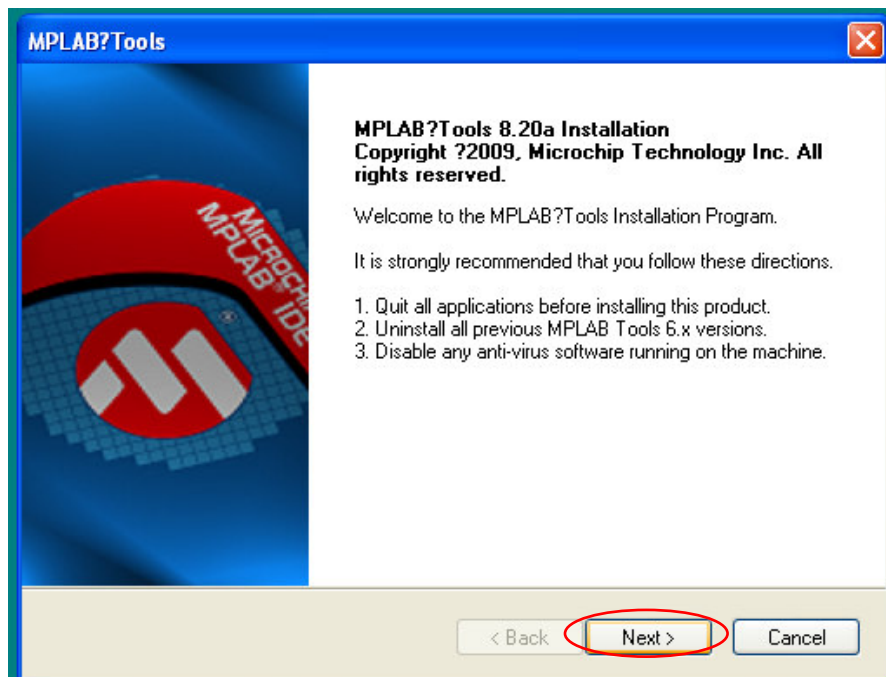 MPLAB?Tools
MPLAB?Tools 8.20a Installation
Copyright ?2009, Microchip Technology Inc. All
rights reserved.
Welcome to the MPLAB?Tools Installation Program.
It is strongly recommended that you follow these directions.
1. Quit all applications before installing this product.
2. Uninstall all previous MPLAB Tools 6.x versions.
3. Disable any anti-virus software running on the machine.
MICROCHIP
MPLAB® IDE
®
< Back
Next >
Cancel